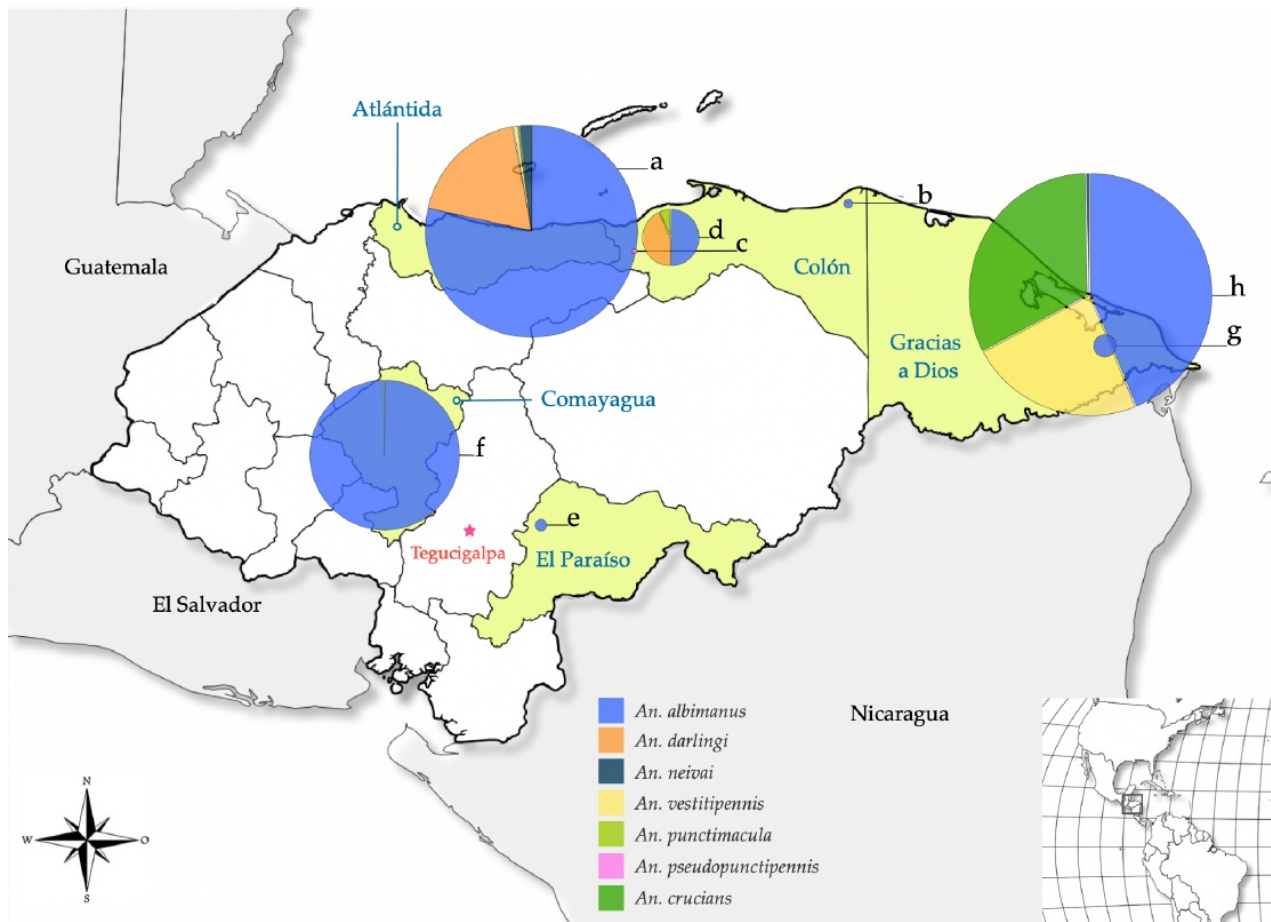 Atlántida
a
b
d
c
Guatemala
Colón
h
g
Gracias
a Dios
Comayagua
f
e
Tegucigalpa
El Paraíso
El Salvador
An. albimanus
Nicaragua
An. darlingi
An. neivai
An. vestitipennis
An. punctimacula
An. pseudopunctipennis
An. crucians
N
W
O
S